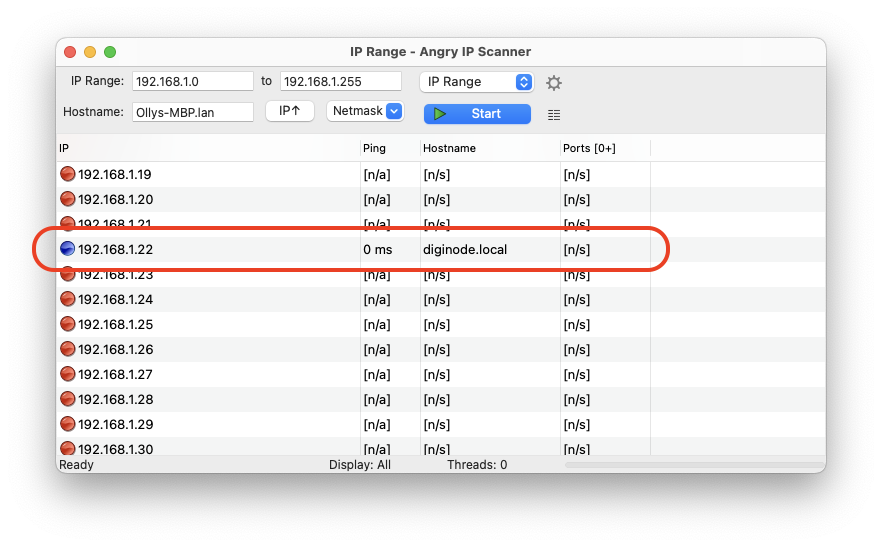 IP Range - Angry IP Scanner
IP Range: 192.168.1.0 to 192.168.1.255 IP Range
Hostname: Ollys-MBP.lan IP↑ Netmask Start
IP Ping Hostname Ports [0+]
192.168.1.19 [n/a] [n/s] [n/s]
192.168.1.20 [n/a] [n/s] [n/s]
192.168.1.21 [n/a] [n/s] [n/s]
192.168.1.22 0 ms diginode.local [n/s]
192.168.1.23 [n/a] [n/s] [n/s]
192.168.1.24 [n/a] [n/s] [n/s]
192.168.1.25 [n/a] [n/s] [n/s]
192.168.1.26 [n/a] [n/s] [n/s]
192.168.1.27 [n/a] [n/s] [n/s]
192.168.1.28 [n/a] [n/s] [n/s]
192.168.1.29 [n/a] [n/s] [n/s]
192.168.1.30 [n/a] [n/s] [n/s]
Ready Display: All Threads: 0